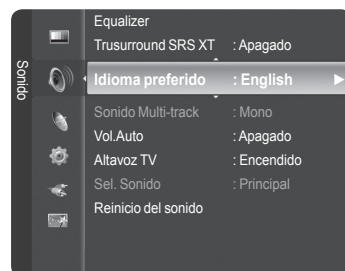 Sonido
Equalizer
Trusurround SRS XT : Apagado
Idioma preferido : English
Sonido Multi-track : Mono
Vol.Auto : Apagado
Altavoz TV : Encendido
Sel. Sonido : Principal
Reinicio del sonido